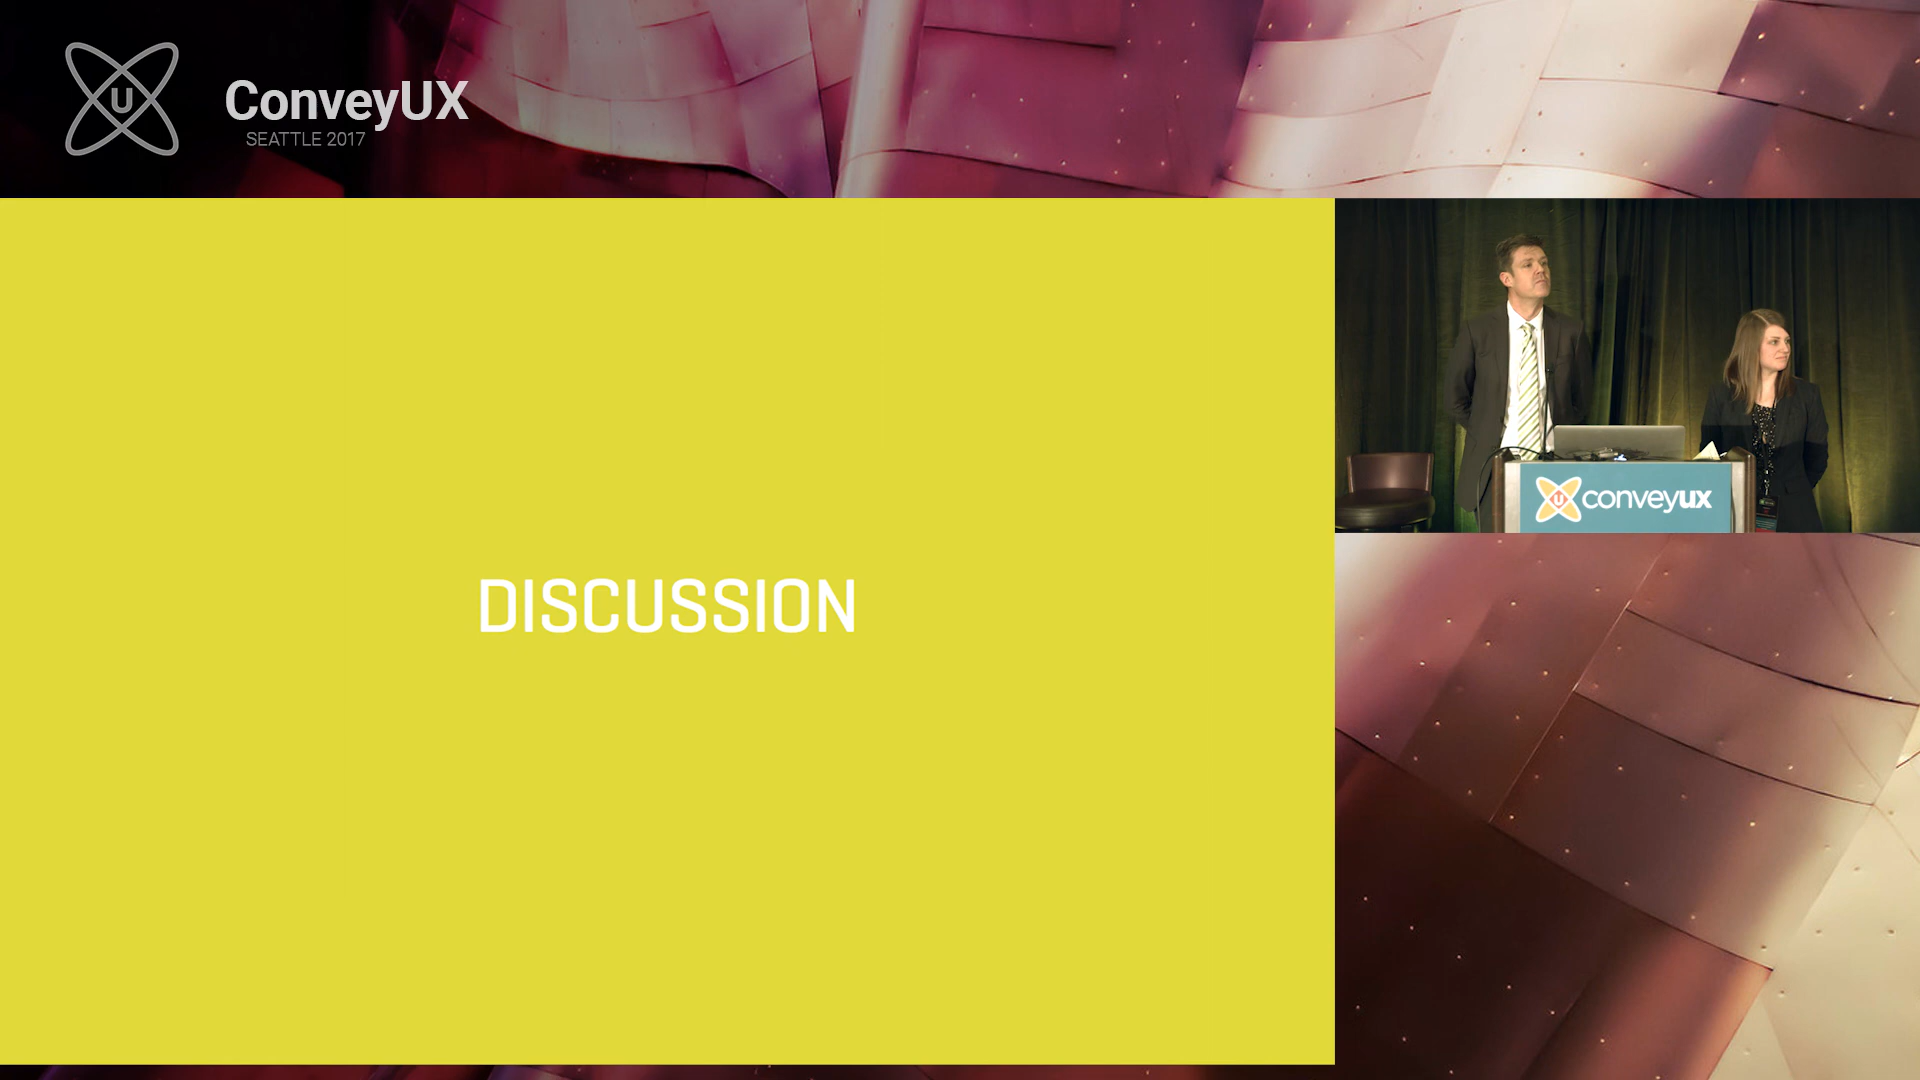 U
ConveyUX
SEATTLE 2017
DISCUSSION
U conveyux